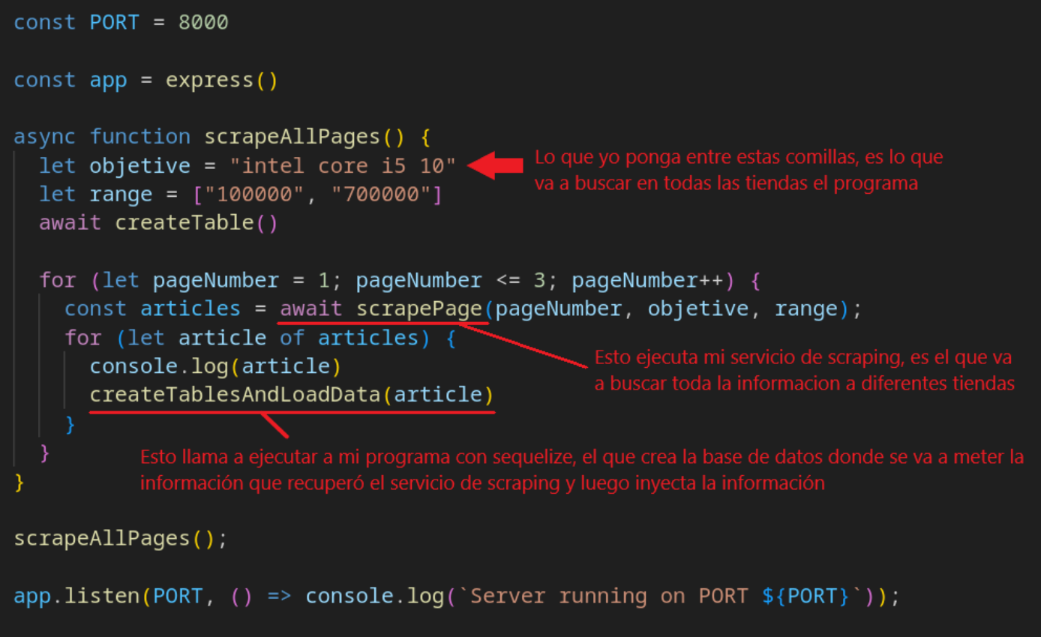 const PORT = 8000
const app = express()
async function scrapeAllPages() {
let objetive = "intel core i5 10"
Lo que yo ponga entre estas comillas, es lo que
va a buscar en todas las tiendas el programa
let range = ["100000", "700000"]
await createTable()
for (let pageNumber = 1; pageNumber <= 3; pageNumber++) {
const articles = await scrapePage(pageNumber, objetive, range);
for (let article of articles) {
Esto ejecuta mi servicio de scraping, es el que va
a buscar toda la informacion a diferentes tiendas
console.log(article)
createTablesAndLoadData(article)
}
}
Esto llama a ejecutar a mi programa con sequelize, el que crea la base de datos donde se va a meter la
información que recuperó el servicio de scraping y luego inyecta la información
}
scrapeAllPages();
app.listen(PORT, () => console.log(`Server running on PORT ${PORT}`));